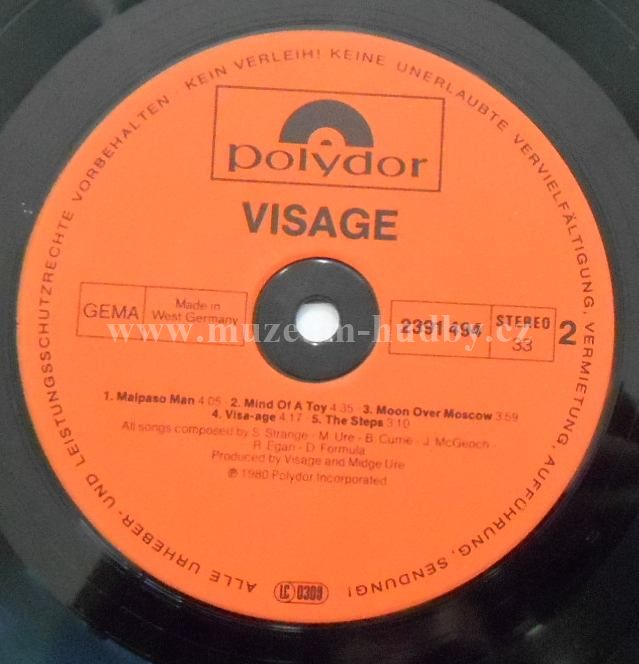 ALLE URHEBER- UND LEISTUNGSSCHUTZRECHTE VORBEHALTEN · KEIN VERLEIH! KEINE UNERLAUBTE VERVIELFÄLTIGUNG, VERMIETUNG, AUFFÜHRUNG, SENDUNG!
polydor
VISAGE
GEMA
Made in
West Germany
2391 494
STEREO
33
2
www.muzeum-hudby.cz
1. Malpaso Man 4:05 · 2. Mind Of A Toy 4:35 · 3. Moon Over Moscow 3:59
4. Visa-age 4:17 · 5. The Steps 3:10
All songs composed by S. Strange · M. Ure · B. Currie · J. McGeoch ·
R. Egan · D. Formula
Produced by Visage and Midge Ure
℗ 1980 Polydor Incorporated
LC 0309